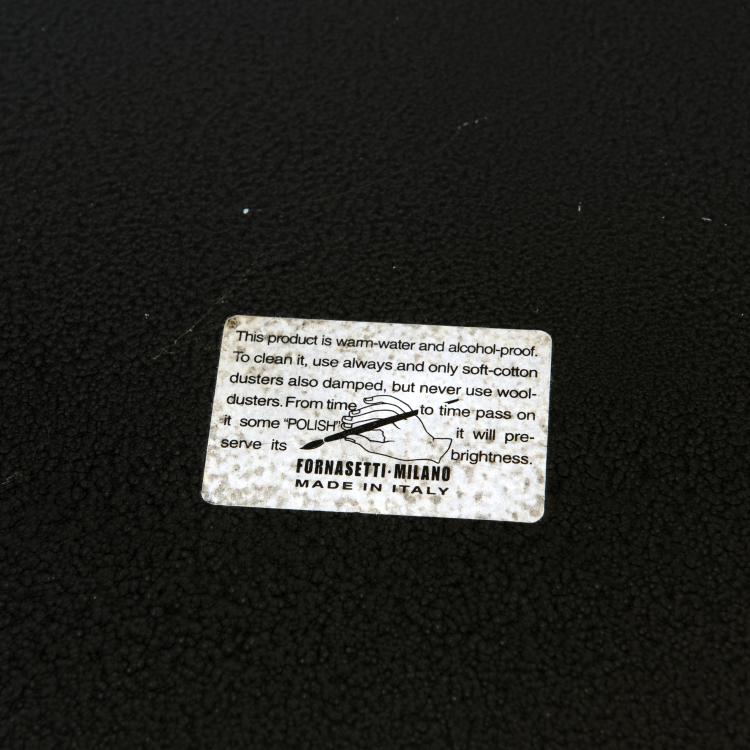 This product is warm-water and alcohol-proof.
To clean it, use always and only soft-cotton
dusters also damped, but never use wool-
dusters. From time to time pass on
it some "POLISH" it will pre-
serve its brightness.
FORNASETTI·MILANO
MADE IN ITALY